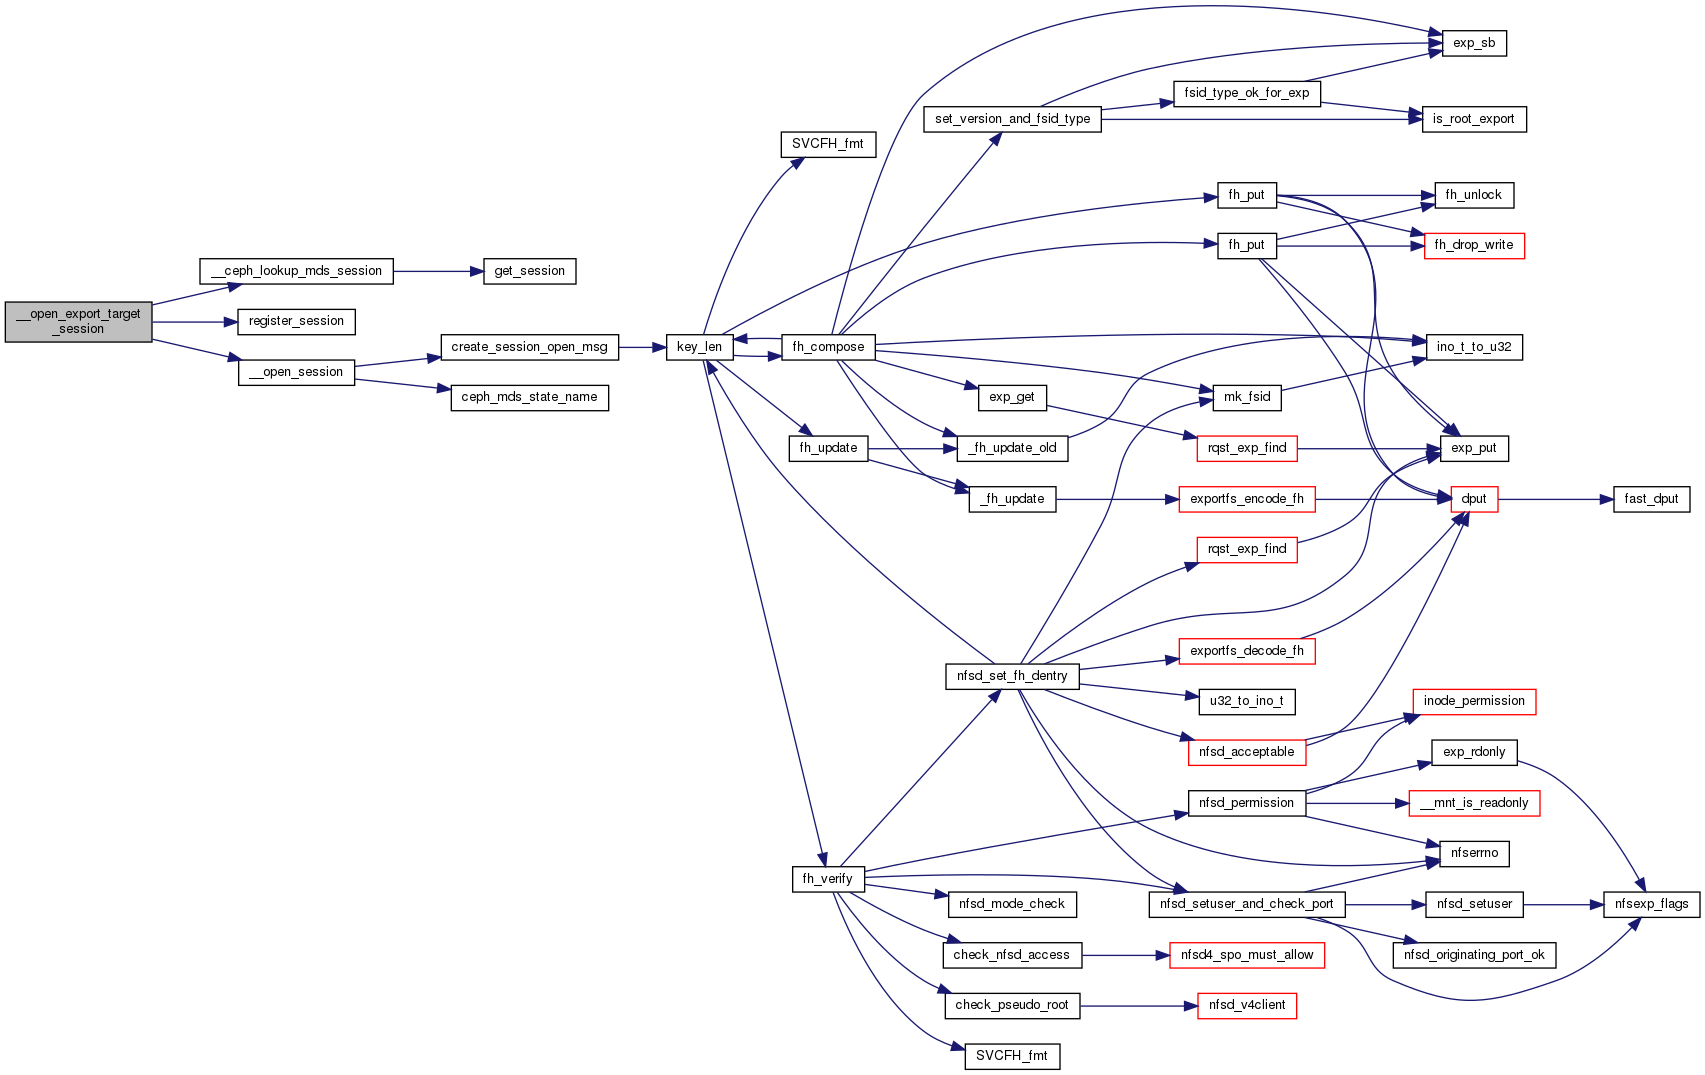 __open_export_target
_session
__ceph_lookup_mds_session
register_session
__open_session
get_session
create_session_open_msg
ceph_mds_state_name
key_len
SVCFH_fmt
fh_compose
fh_update
fh_verify
set_version_and_fsid_type
exp_get
_fh_update_old
_fh_update
nfsd_set_fh_dentry
nfsd_mode_check
check_nfsd_access
check_pseudo_root
SVCFH_fmt
fsid_type_ok_for_exp
fh_put
fh_put
mk_fsid
rqst_exp_find
exportfs_encode_fh
rqst_exp_find
exportfs_decode_fh
u32_to_ino_t
nfsd_acceptable
nfsd_permission
nfsd_setuser_and_check_port
nfsd4_spo_must_allow
nfsd_v4client
exp_sb
is_root_export
fh_unlock
fh_drop_write
ino_t_to_u32
exp_put
dput
inode_permission
exp_rdonly
__mnt_is_readonly
nfserrno
nfsd_setuser
nfsd_originating_port_ok
fast_dput
nfsexp_flags